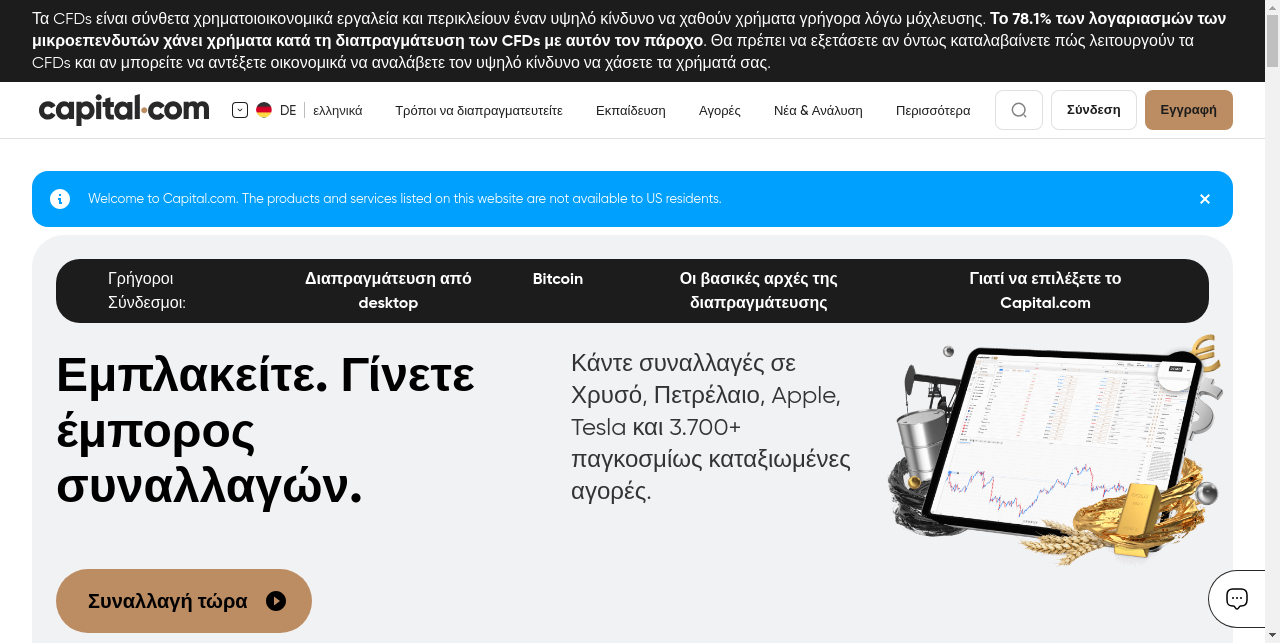 Τα CFDs είναι σύνθετα χρηματοιοικονομικά εργαλεία και περικλείουν έναν υψηλό κίνδυνο να χαθούν χρήματα γρήγορα λόγω μόχλευσης. Το 78.1% των λογαριασμών των
μικροεπενδυτών χάνει χρήματα κατά τη διαπραγμάτευση των CFDs με αυτόν τον πάροχο. Θα πρέπει να εξετάσετε αν όντως καταλαβαίνετε πώς λειτουργούν τα
CFDs και αν μπορείτε να αντέξετε οικονομικά να αναλάβετε τον υψηλό κίνδυνο να χάσετε τα χρήματά σας.
capital.com DE ελληνικά Τρόποι να διαπραγματευτείτε Εκπαίδευση Αγορές Νέα & Ανάλυση Περισσότερα Σύνδεση Εγγραφή
Welcome to Capital.com. The products and services listed on this website are not available to US residents.
Γρήγοροι
Σύνδεσμοι:
Διαπραγμάτευση από
desktop
Bitcoin
Οι βασικές αρχές της
διαπραγμάτευσης
Γιατί να επιλέξετε το
Capital.com
Εμπλακείτε. Γίνετε
έμπορος
συναλλαγών.
Κάντε συναλλαγές σε
Χρυσό, Πετρέλαιο, Apple,
Tesla και 3.700+
παγκοσμίως καταξιωμένες
αγορές.
Συναλλαγή τώρα